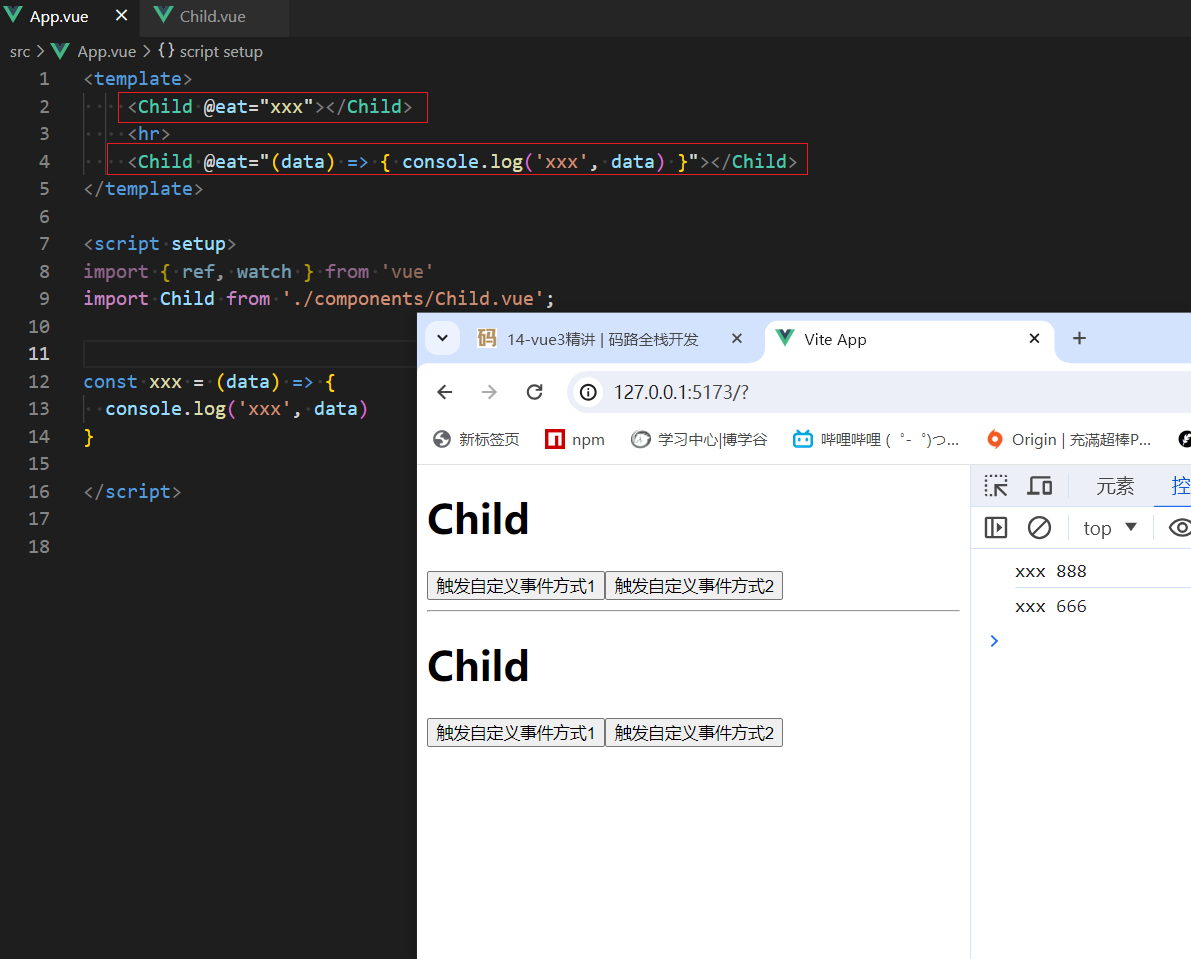 App.vue
Child.vue
src > App.vue > {} script setup
1 <template>
2 <Child @eat="xxx"></Child>
3 <hr>
4 <Child @eat="(data) => { console.log('xxx', data) }"></Child>
5 </template>
6
7 <script setup>
8 import { ref, watch } from 'vue'
9 import Child from './components/Child.vue';
10
11
12 const xxx = (data) => {
13 console.log('xxx', data)
14 }
15
16 </script>
17
18
14-vue3精讲 | 码路全栈开发
Vite App
127.0.0.1:5173/?
新标签页
npm
学习中心|博学谷
哔哩哔哩 (゜-゜)つ...
Origin | 充满超棒P...
元素
控
top
Child
触发自定义事件方式1
触发自定义事件方式2
Child
触发自定义事件方式1
触发自定义事件方式2
xxx 888
xxx 666